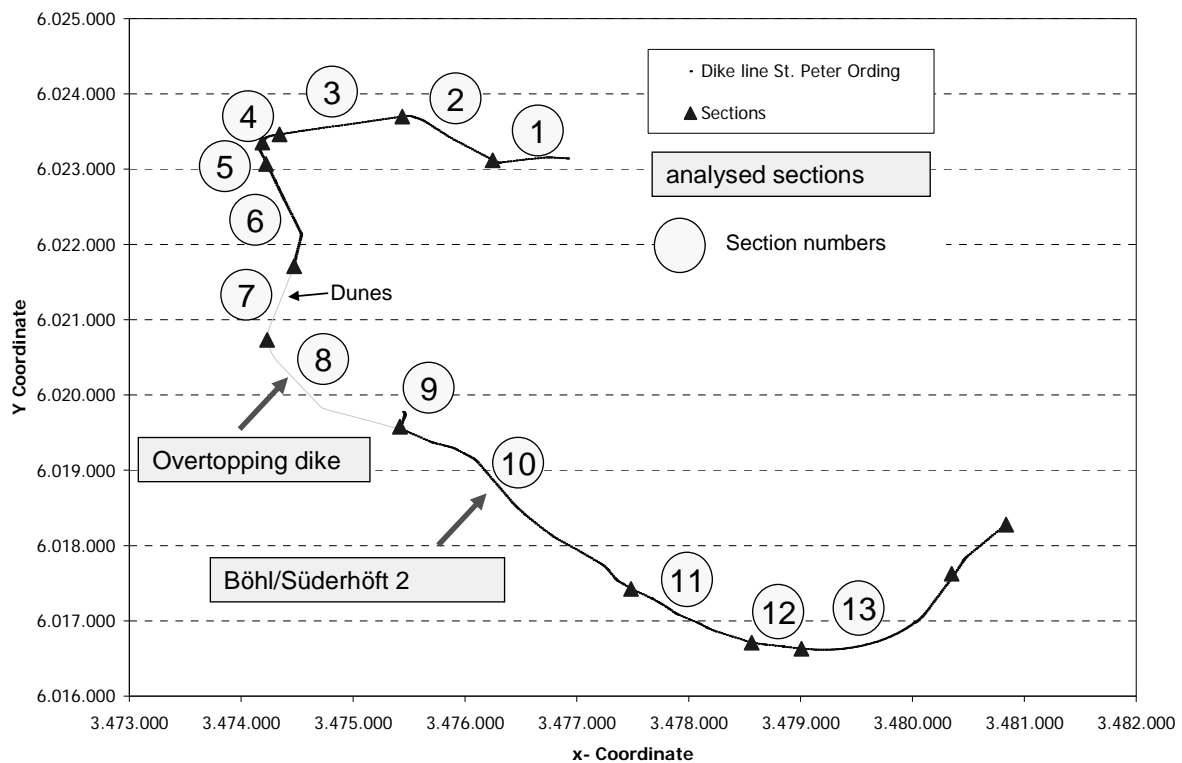 6.025.000
6.024.000
6.023.000
6.022.000
6.021.000
6.020.000
6.019.000
6.018.000
6.017.000
6.016.000
Y Coordinate
3.473.000 3.474.000 3.475.000 3.476.000 3.477.000 3.478.000 3.479.000 3.480.000 3.481.000 3.482.000
x- Coordinate
Dike line St. Peter Ording
Sections
analysed sections
Section numbers
1
2
3
4
5
6
7
Dunes
8
9
Overtopping dike
10
Böhl/Süderhöft 2
11
12
13